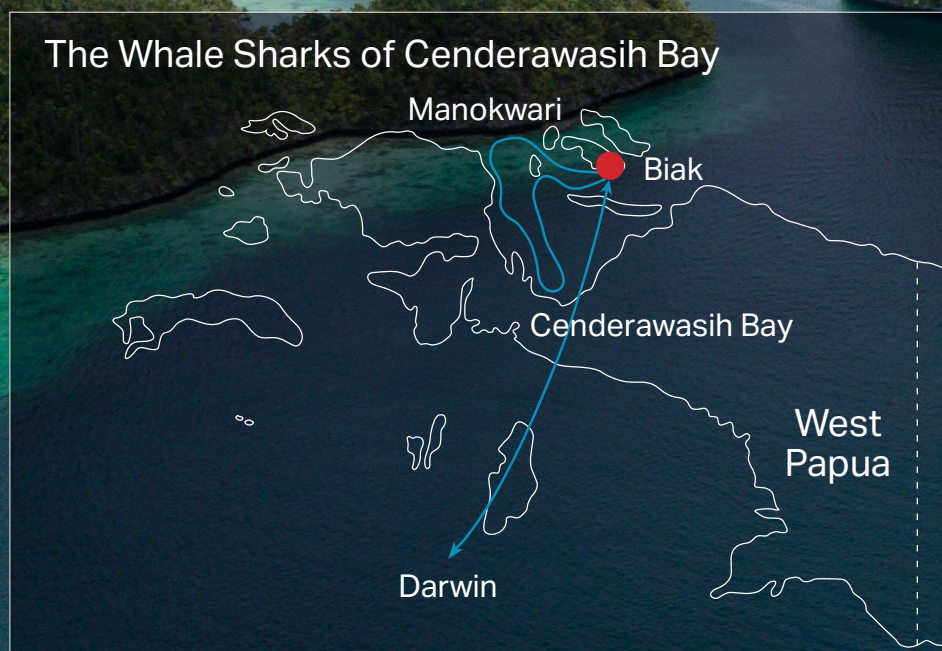 The Whale Sharks of Cenderawasih Bay
Manokwari
Biak
Cenderawasih Bay
West
Papua
Darwin